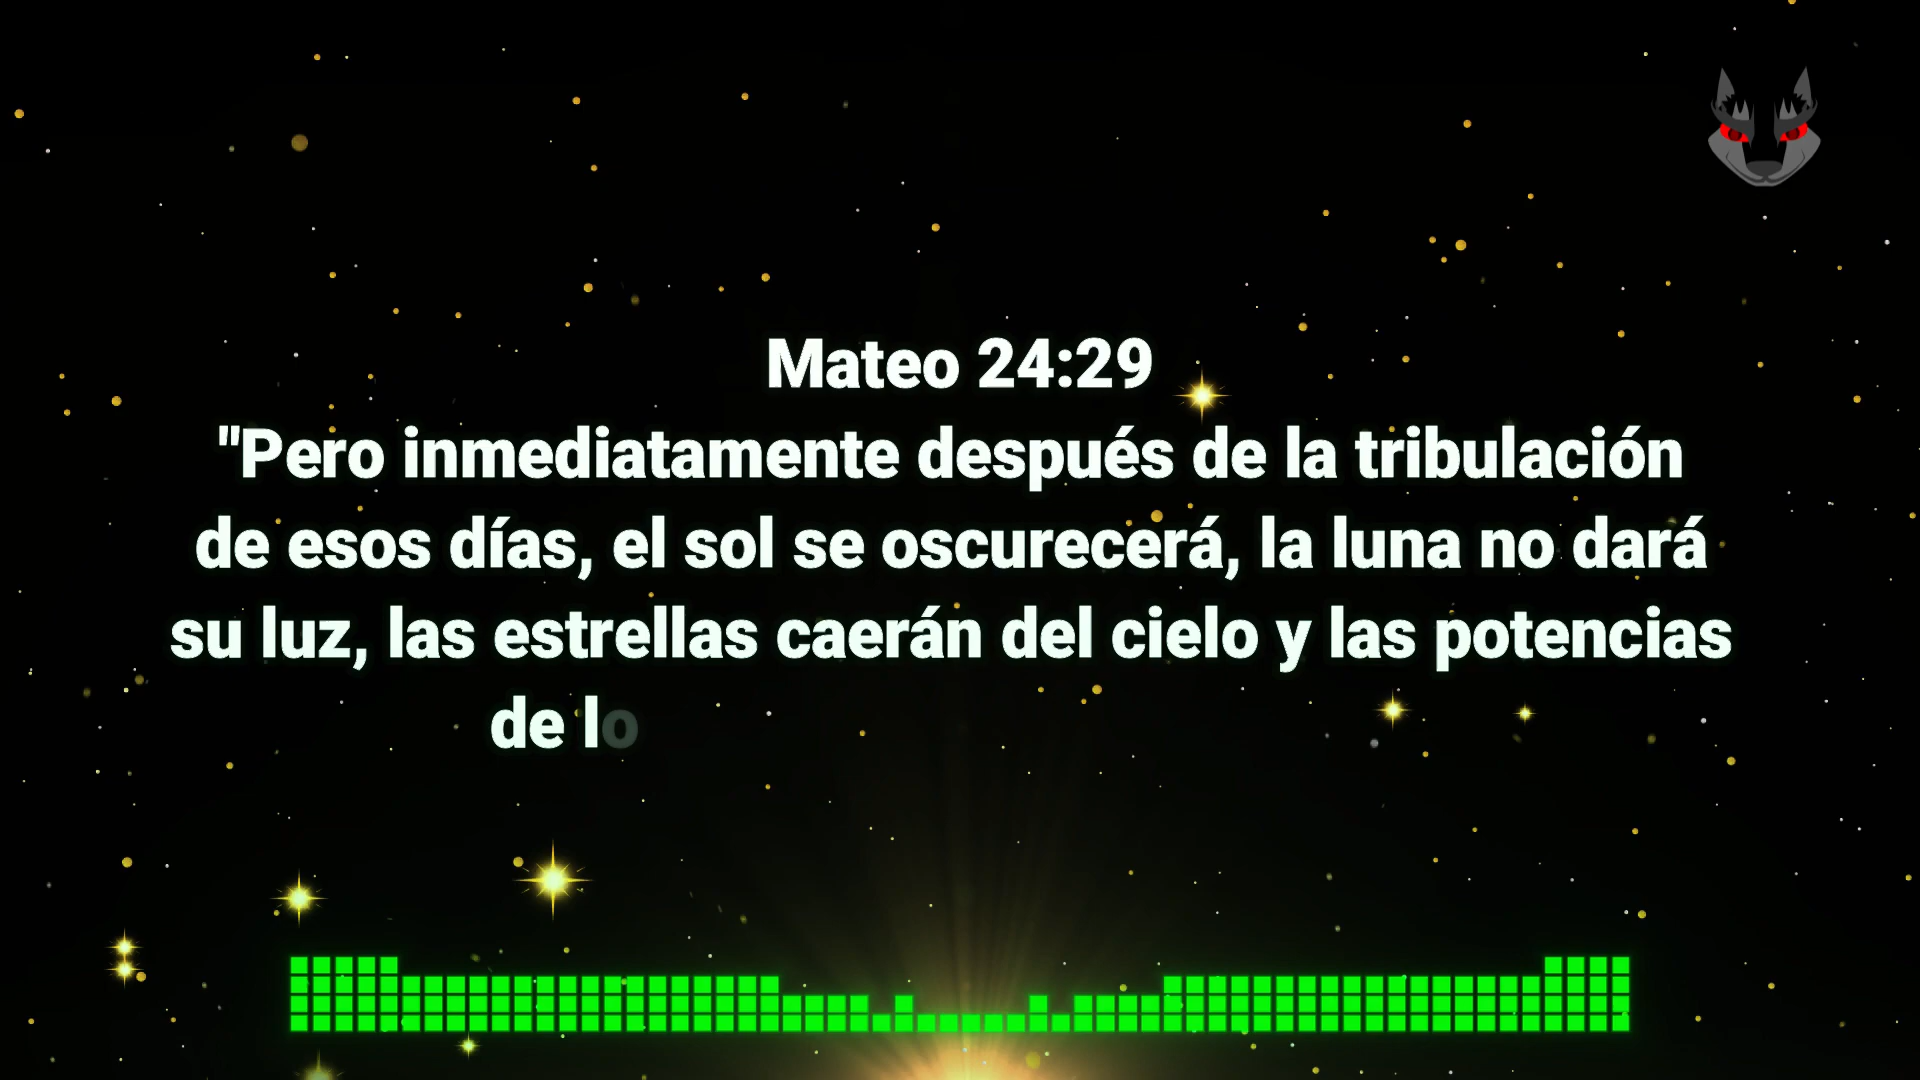 Mateo 24:29
"Pero inmediatamente después de la tribulación
de esos días, el sol se oscurecerá, la luna no dará
su luz, las estrellas caerán del cielo y las potencias
de lo